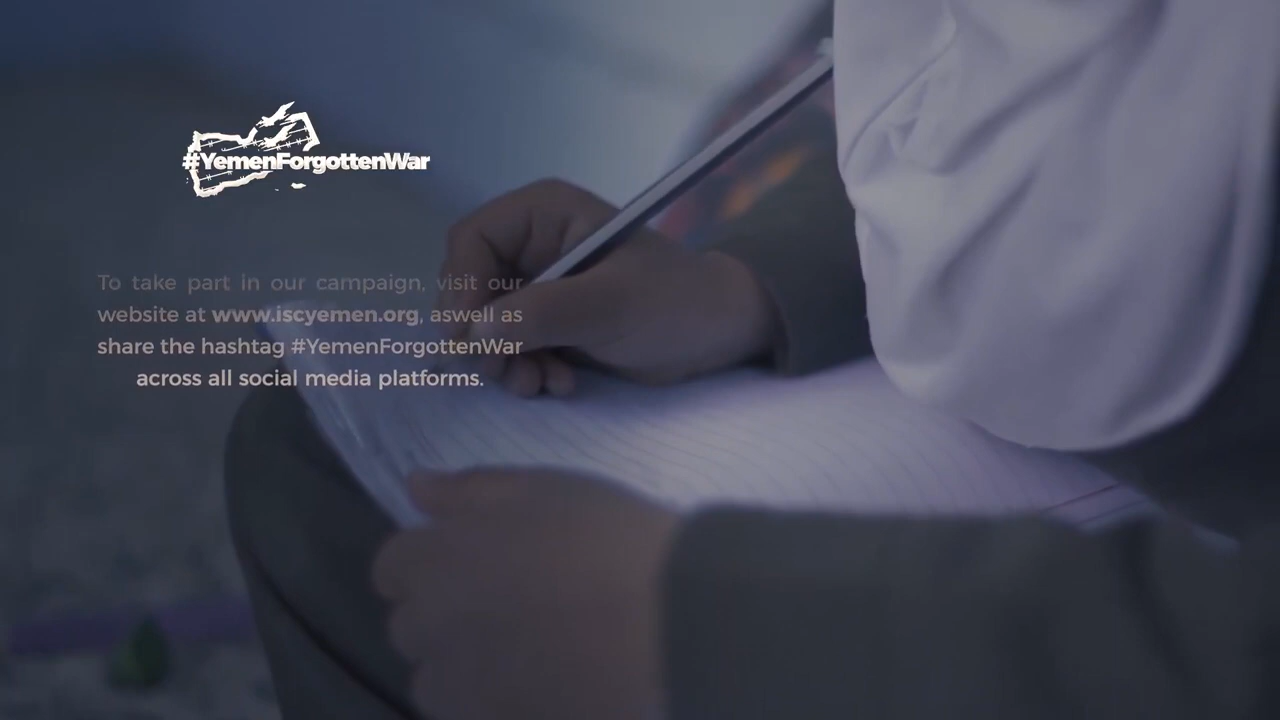 #YemenForgottenWar
To take part in our campaign, visit our
website at www.iscyemen.org, aswell as
share the hashtag #YemenForgottenWar
across all social media platforms.